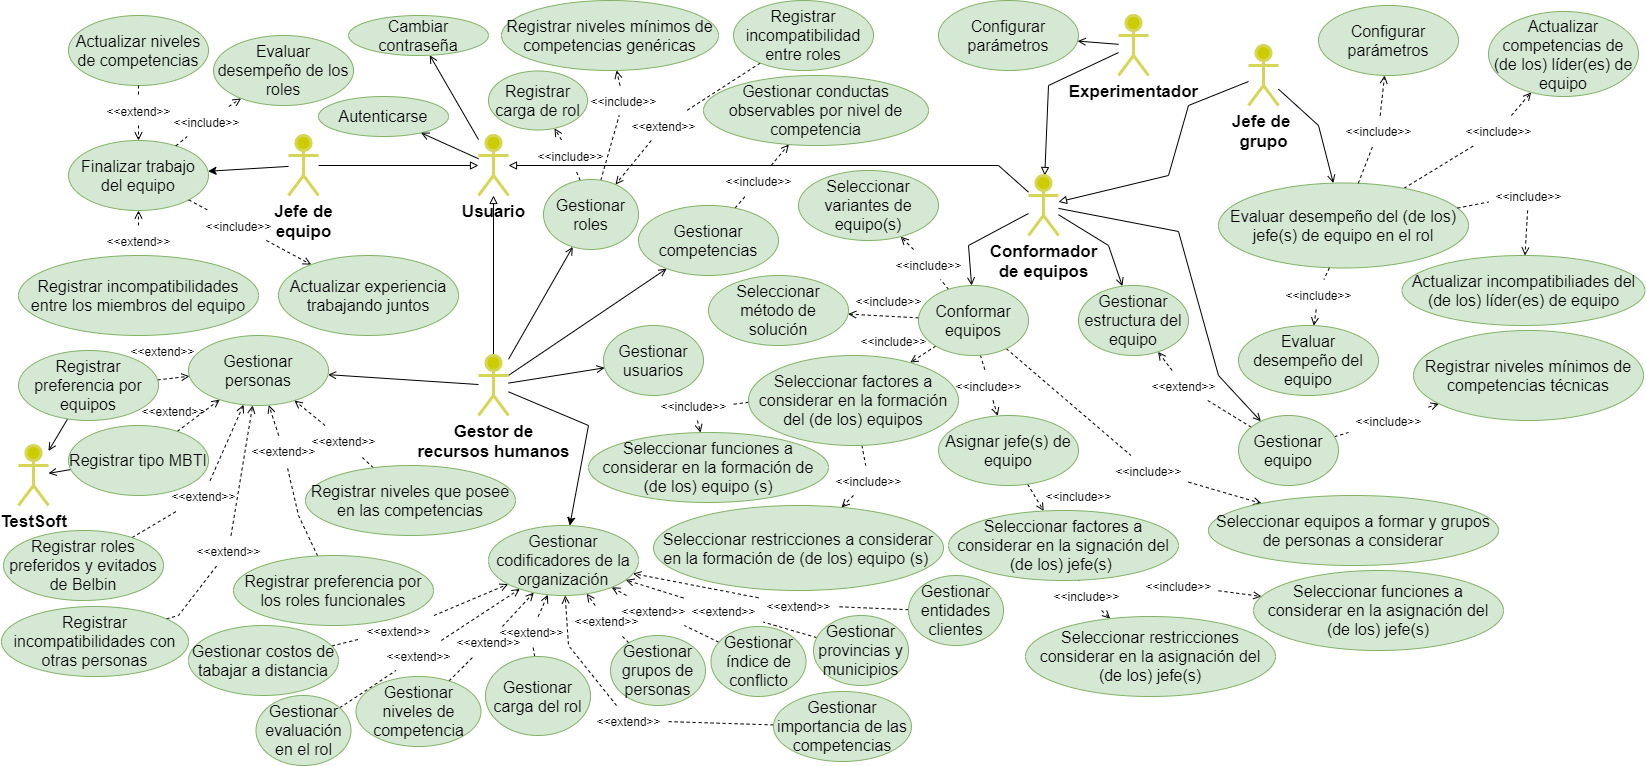 Actualizar niveles
de competencias
Evaluar
desempeño de los
roles
Cambiar
contraseña
Registrar niveles mínimos de
competencias genéricas
Registrar
incompatibilidad
entre roles
Configurar
parámetros
Experimentador
Jefe de
grupo
Configurar
parámetros
Actualizar
competencias de
(de los) líder(es) de
equipo
<<extend>>
<<include>>
Autenticarse
Registrar
carga de rol
<<include>>
<<extend>>
<<include>>
Gestionar conductas
observables por nivel de
competencia
<<include>>
<<include>>
Finalizar trabajo
del equipo
Jefe de
equipo
Usuario
Gestionar
roles
<<include>>
Gestionar
competencias
Seleccionar
variantes de
equipo(s)
Conformador
de equipos
Evaluar desempeño del (de los)
jefe(s) de equipo en el rol
<<include>>
<<extend>>
<<include>>
<<include>>
<<include>>
Registrar incompatibilidades
entre los miembros del equipo
Actualizar experiencia
trabajando juntos
Seleccionar
método de
solución
<<include>>
Conformar
equipos
Gestionar
estructura del
equipo
Actualizar incompatibiliades del
(de los) líder(es) de equipo
Evaluar
desempeño del
equipo
Registrar
preferencia por
equipos
<<extend>>
Gestionar
personas
Gestionar
usuarios
<<include>>
Seleccionar factores a
considerar en la formación
del (de los) equipos
<<include>>
<<extend>>
Registrar niveles mínimos de
competencias técnicas
<<extend>>
<<include>>
<<include>>
Registrar tipo MBTI
<<extend>>
<<extend>>
Gestor de
recursos humanos
Seleccionar funciones a
considerar en la formación de
(de los) equipo (s)
Asignar jefe(s) de
equipo
Gestionar
equipo
TestSoft
<<extend>>
Registrar niveles que posee
en las competencias
<<include>>
<<include>>
<<include>>
Registrar roles
preferidos y evitados
de Belbin
<<extend>>
Gestionar
codificadores de la
organización
Seleccionar restricciones a considerar
en la formación de (de los) equipo (s)
Seleccionar factores a
considerar en la signación del
(de los) jefe(s)
Seleccionar equipos a formar y grupos
de personas a considerar
Registrar preferencia por
los roles funcionales
<<include>>
<<include>>
Registrar
incompatibilidades con
otras personas
<<extend>>
<<extend>>
<<extend>>
<<extend>>
<<extend>>
<<extend>>
<<extend>>
Gestionar
entidades
clientes
Seleccionar funciones a
considerar en la asignación del
(de los) jefe(s)
Gestionar costos de
tabajar a distancia
<<extend>>
Gestionar
grupos de
personas
Gestionar
índice de
conflicto
Gestionar
provincias y
municipios
Seleccionar restricciones
considerar en la asignación del
(de los) jefe(s)
Gestionar
evaluación
en el rol
Gestionar
niveles de
competencia
Gestionar
carga del rol
<<extend>>
Gestionar
importancia de las
competencias